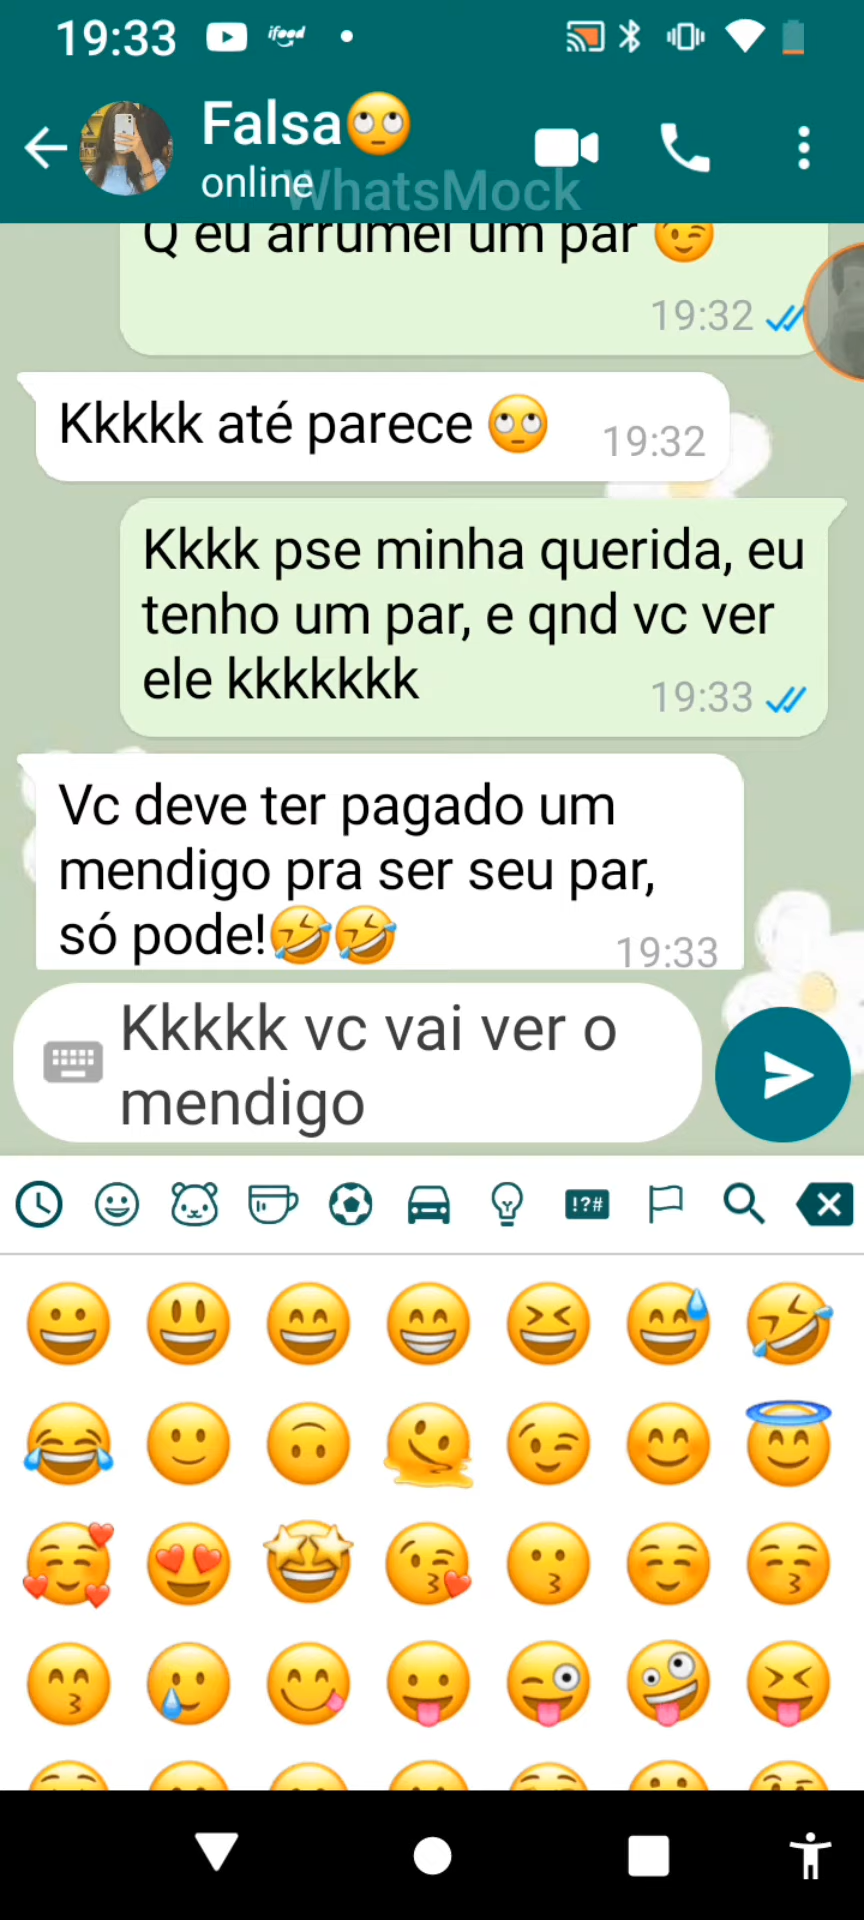 19:33
ifood
Falsa🙄
online
WhatsMock
Q eu arrumei um par 😉
19:32
Kkkkk até parece 🙄
19:32
Kkkk pse minha querida, eu
tenho um par, e qnd vc ver
ele kkkkkkk
19:33
Vc deve ter pagado um
mendigo pra ser seu par,
só pode!🤣🤣
19:33
Kkkkk vc vai ver o
mendigo
!?#